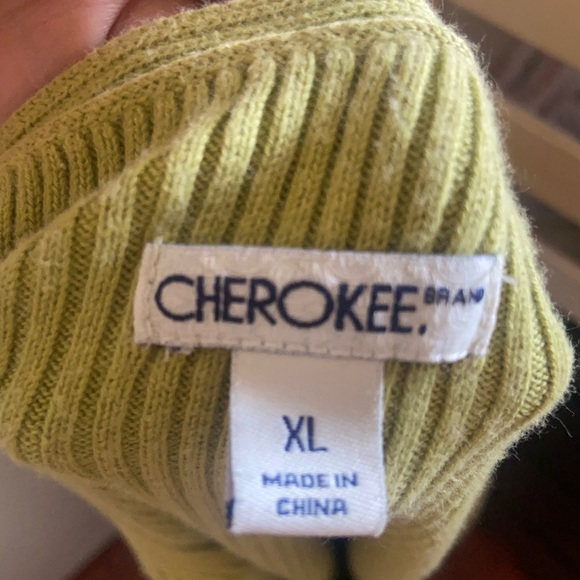 CHEROKEE. BRAND
XL
MADE IN
CHINA